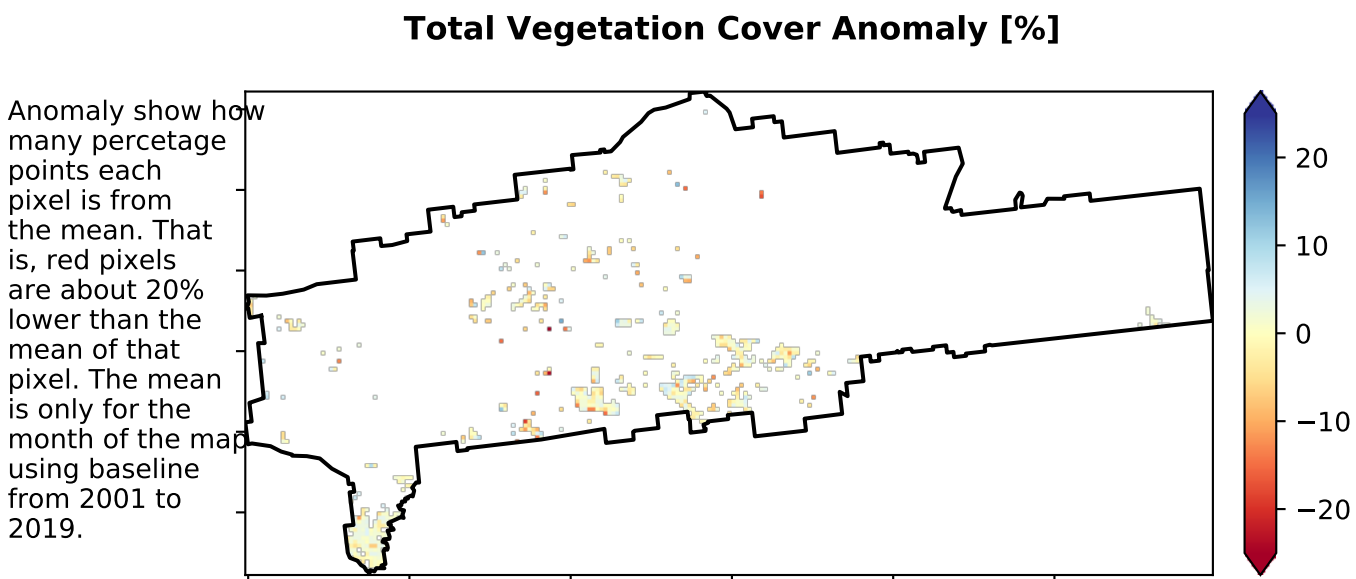 Total Vegetation Cover Anomaly [%]
Anomaly show how
many percetage
points each
pixel is from
the mean. That
is, red pixels
are about 20%
lower than the
mean of that
pixel. The mean
is only for the
month of the map
using baseline
from 2001 to
2019.
20
10
0
−10
−20